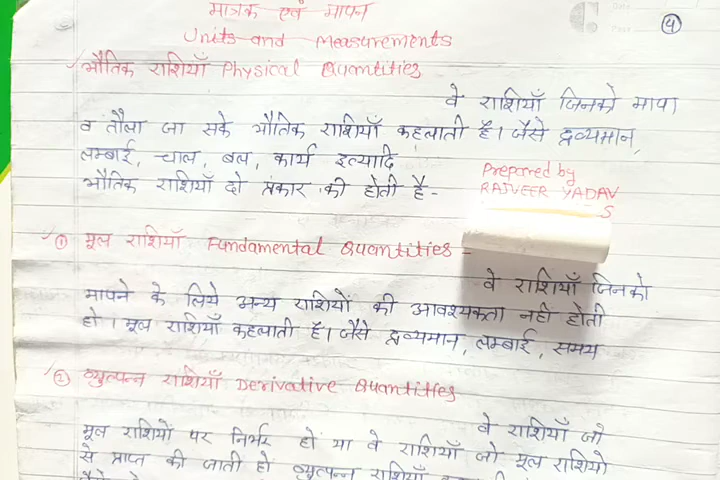 मात्रक एवं मापन
④
Units and Measurements
भौतिक राशियाँ Physical Quantities
वे राशियाँ जिनको मापा
व तौला जा सके भौतिक राशियाँ कहलाती है। जैसे द्रव्यमान,
लम्बाई, चाल, बल, कार्य इत्यादि
भौतिक राशियाँ दो प्रकार की होती है-
Prepared by
RAJVEER YADAV
S
① मूल राशियाँ Fundamental Quantities -
वे राशियाँ जिनको
मापने के लिये अन्य राशियों की आवश्यकता नहीं होती
हो। मूल राशियाँ कहलाती है। जैसे द्रव्यमान, लम्बाई, समय
② व्युत्पन्न राशियाँ Derivative Quantities
वे राशियाँ जो
मूल राशियों पर निर्भर हों या वे राशियाँ जो मूल राशियो
से प्राप्त की जाती हो व्युत्पन्न राशियाँ